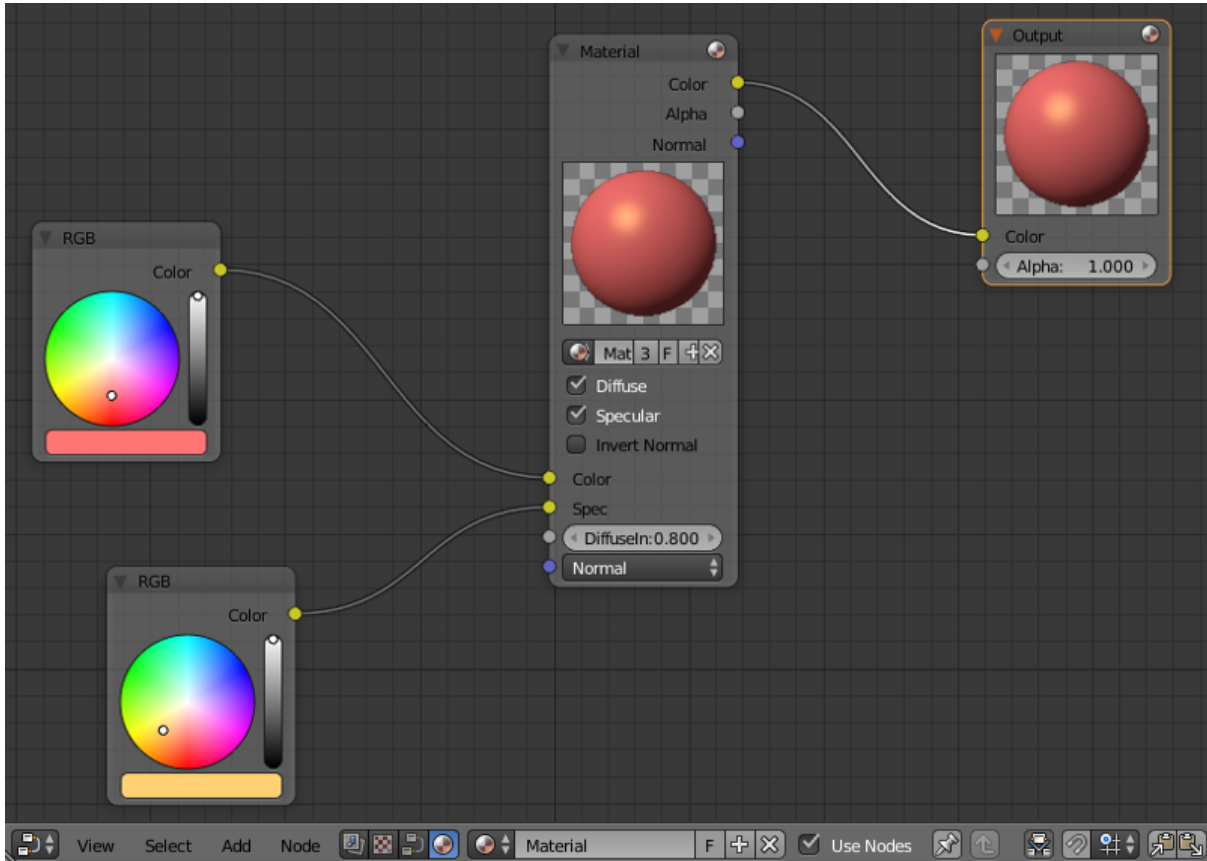 Material
Color
Alpha
Normal
Mat 3 F
Diffuse
Specular
Invert Normal
Color
Spec
DiffuseIn:0.800
Normal
Output
Color
Alpha: 1.000
RGB
Color
RGB
Color
View Select Add Node Material F Use Nodes